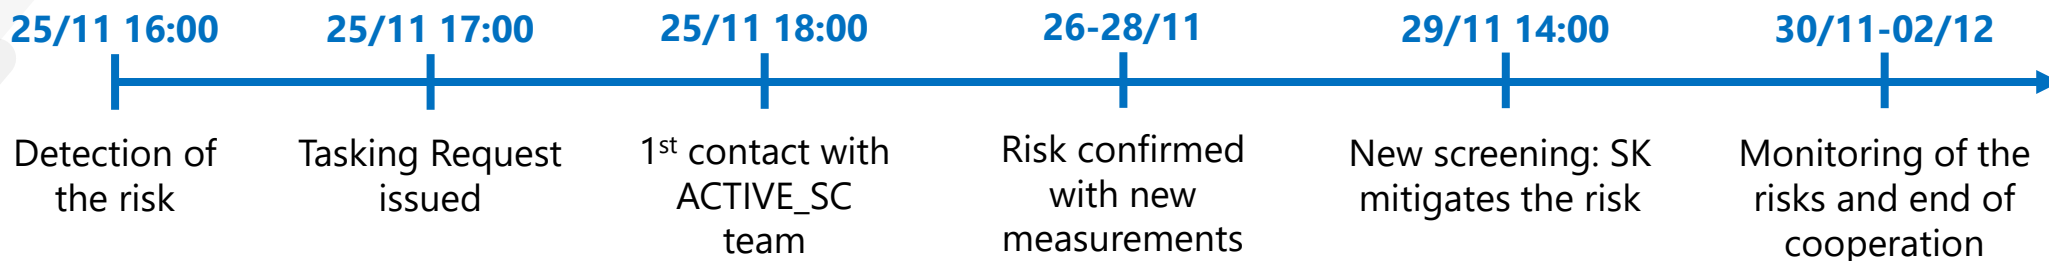 25/11 16:00
25/11 17:00
25/11 18:00
26-28/11
29/11 14:00
30/11-02/12
Detection of
the risk
Tasking Request
issued
1st contact with
ACTIVE_SC
team
Risk confirmed
with new
measurements
New screening: SK
mitigates the risk
Monitoring of the
risks and end of
cooperation